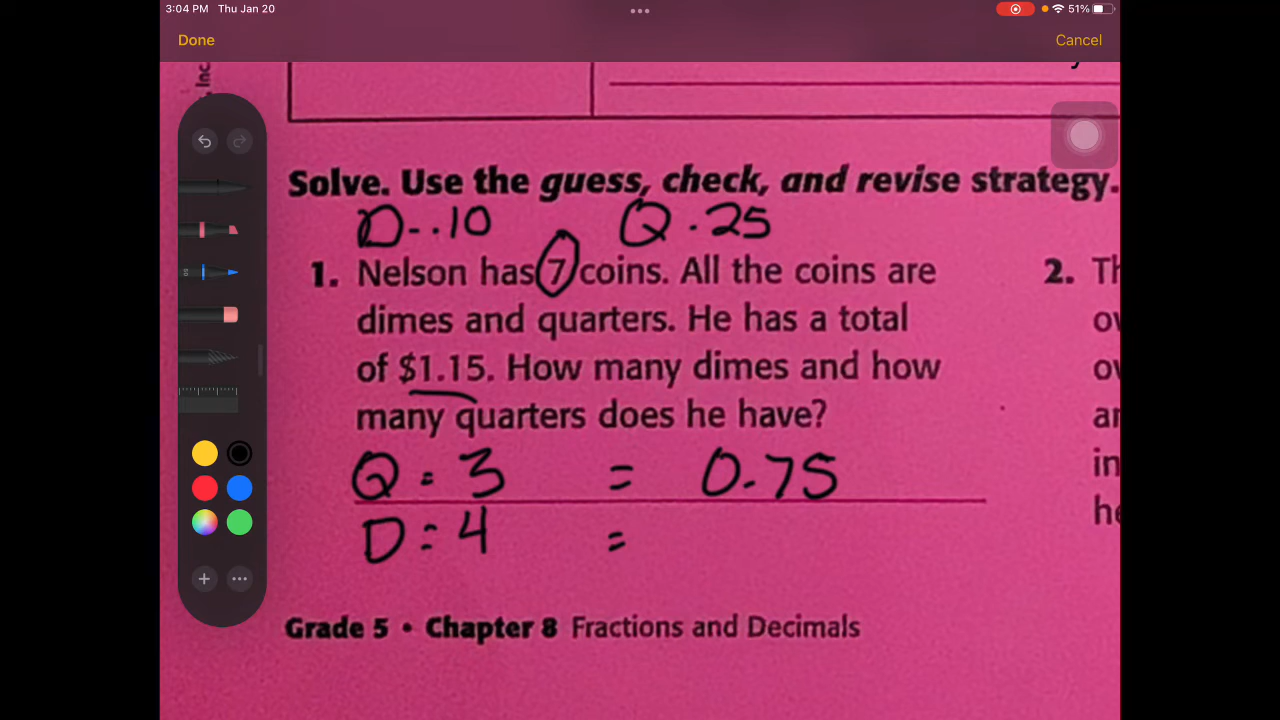 3:04 PM Thu Jan 20
51%
Done
Cancel
Inc
Solve. Use the guess, check, and revise strategy.
D-.10 Q .25
1. Nelson has 7 coins. All the coins are
dimes and quarters. He has a total
of $1.15. How many dimes and how
many quarters does he have?
Q = 3 = 0.75
D = 4 =
2. Th
an
in
he
Grade 5 • Chapter 8 Fractions and Decimals